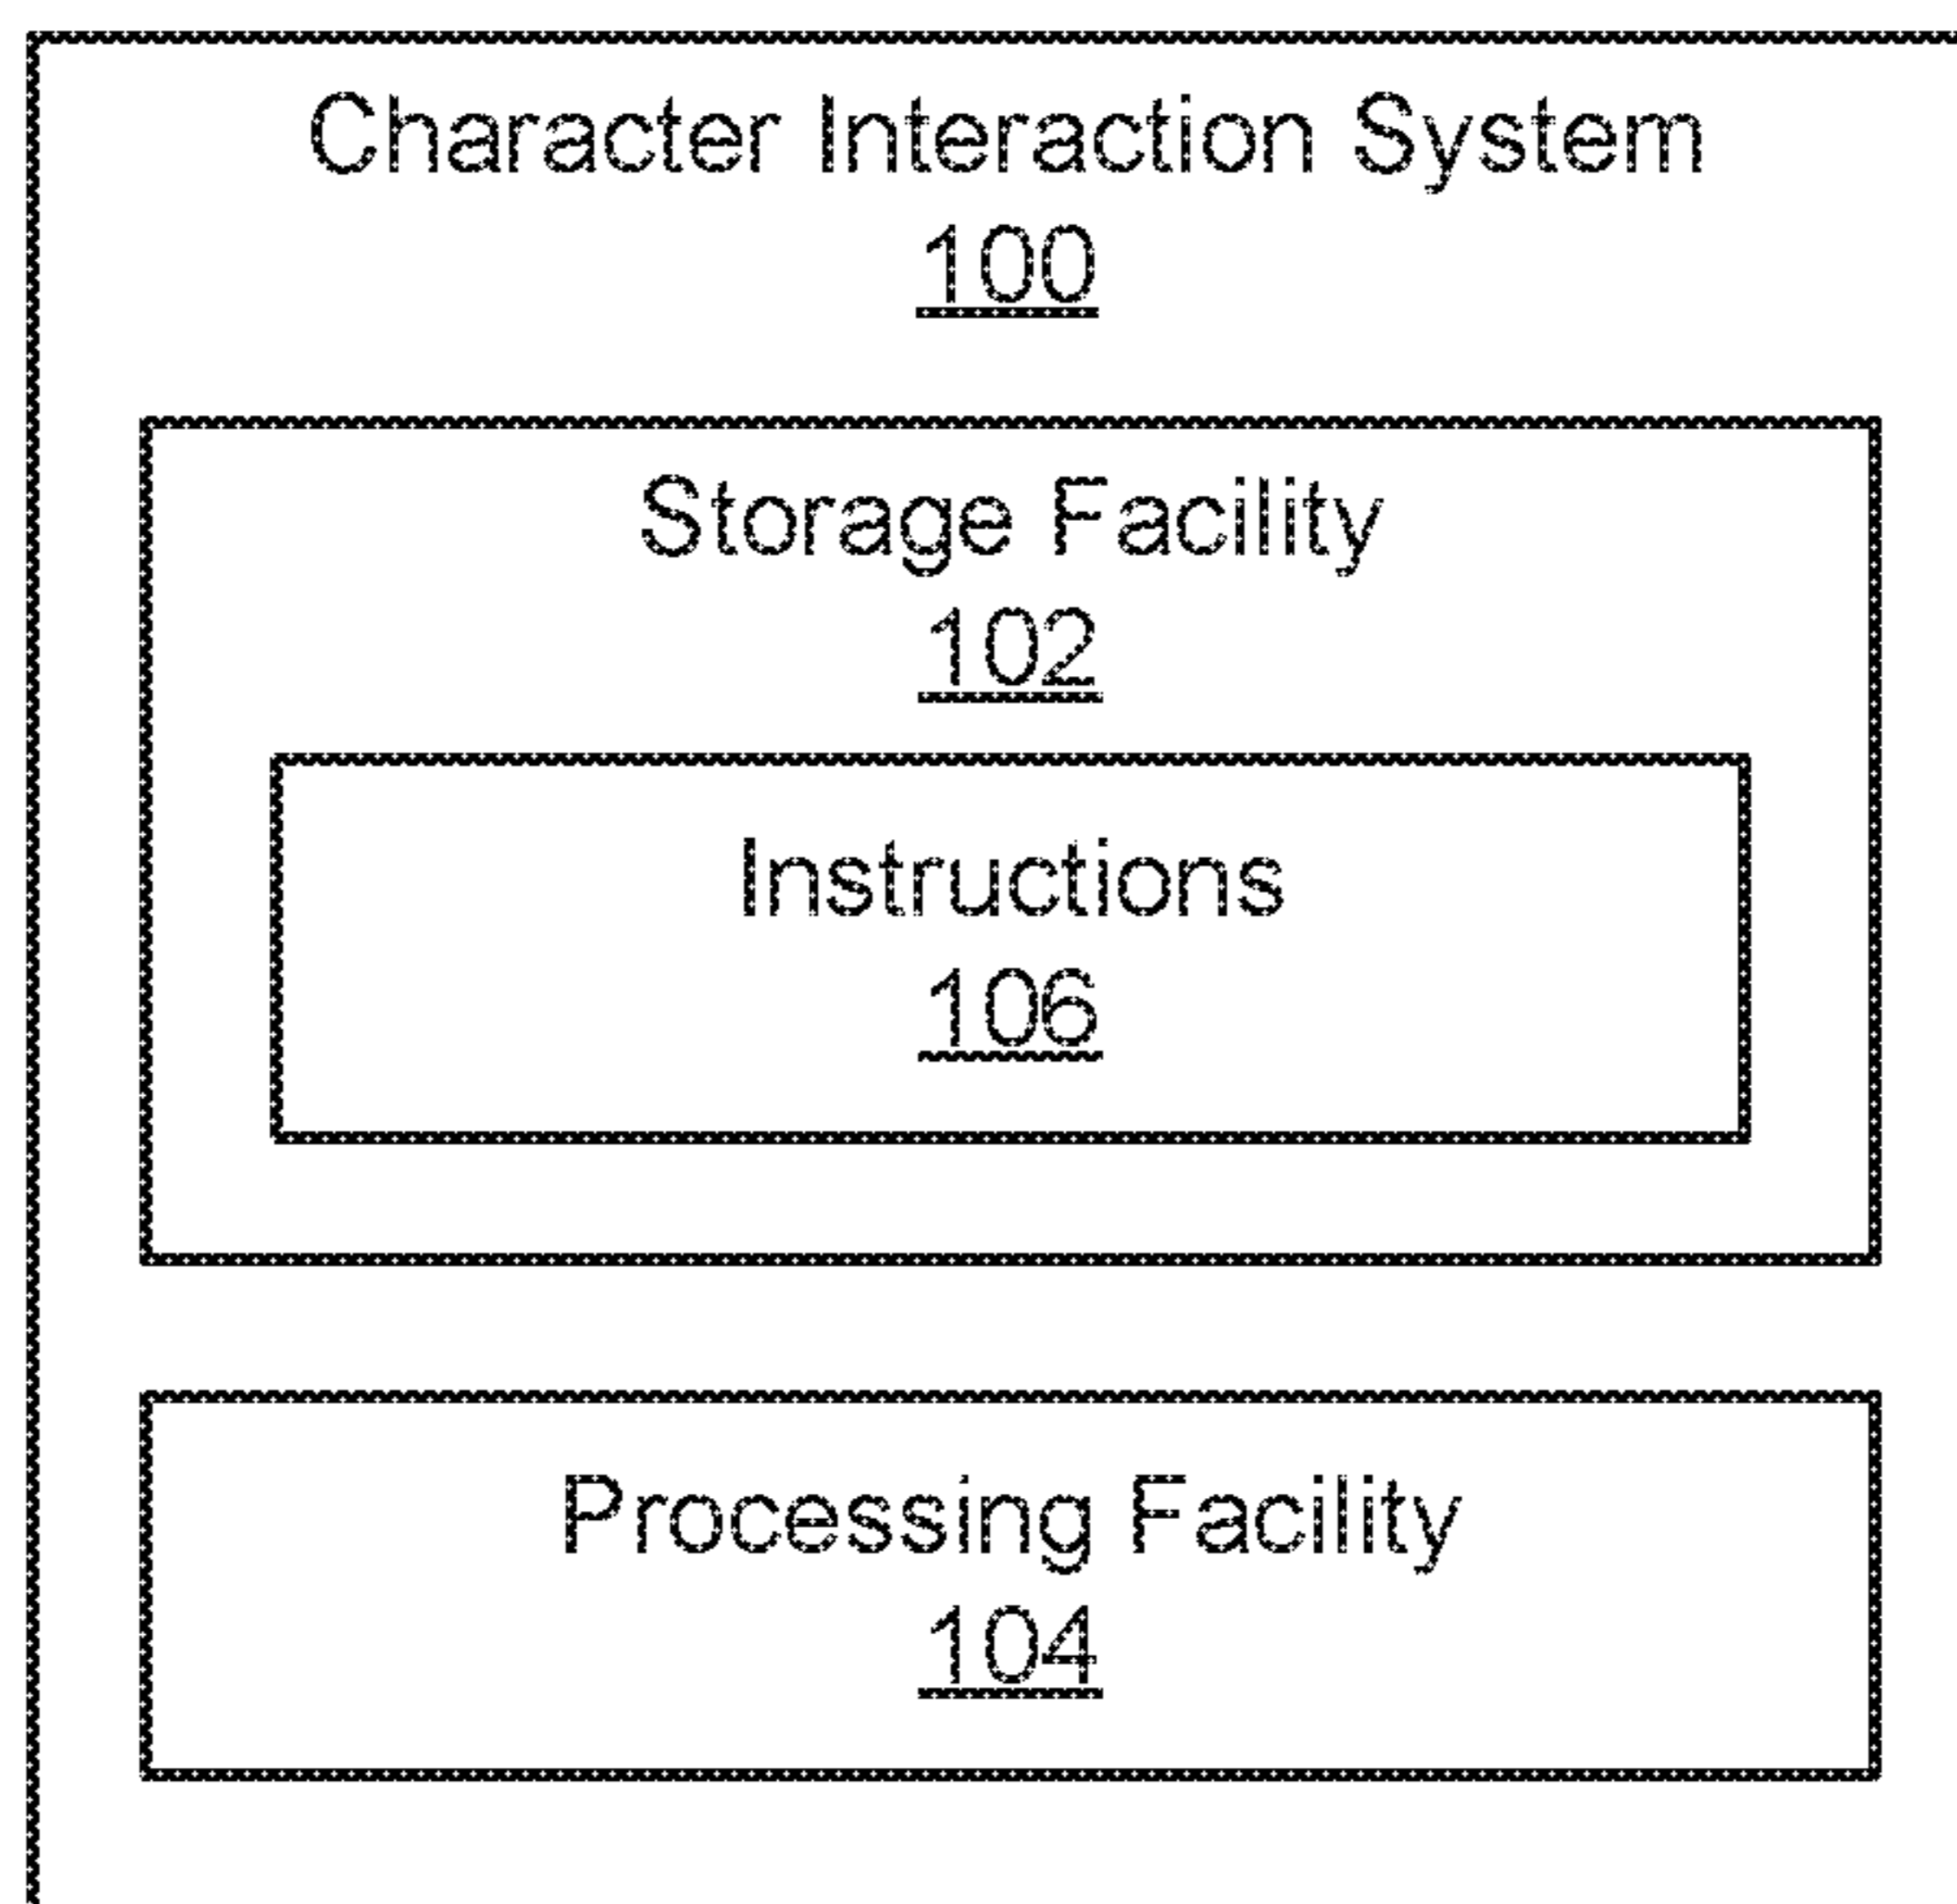 Character Interaction System
100
Storage Facility
102
Instructions
106
Processing Facility
104